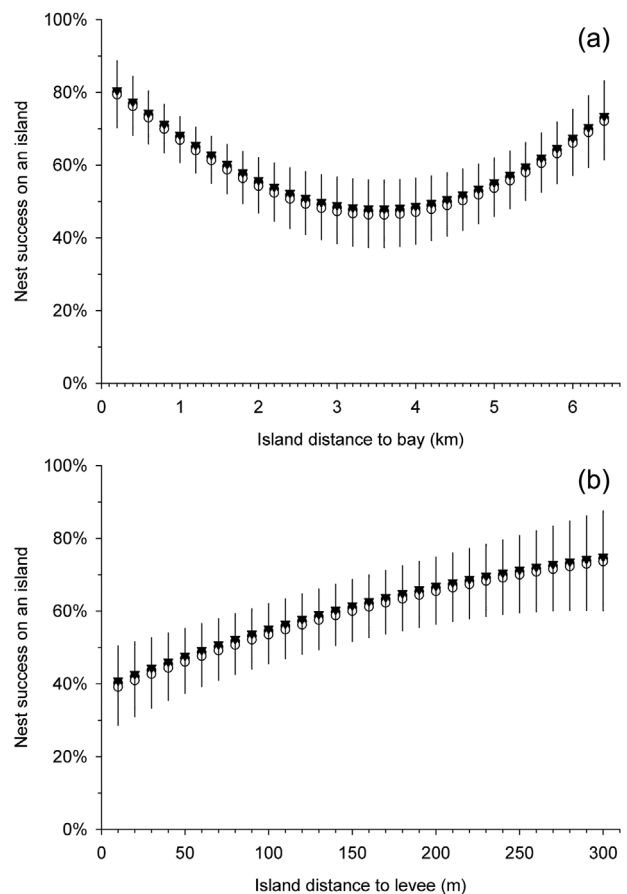 (a)
Nest success on an island
100%
80%
60%
40%
20%
0%
0 1 2 3 4 5 6
Island distance to bay (km)
(b)
Nest success on an island
100%
80%
60%
40%
20%
0%
0 50 100 150 200 250 300
Island distance to levee (m)